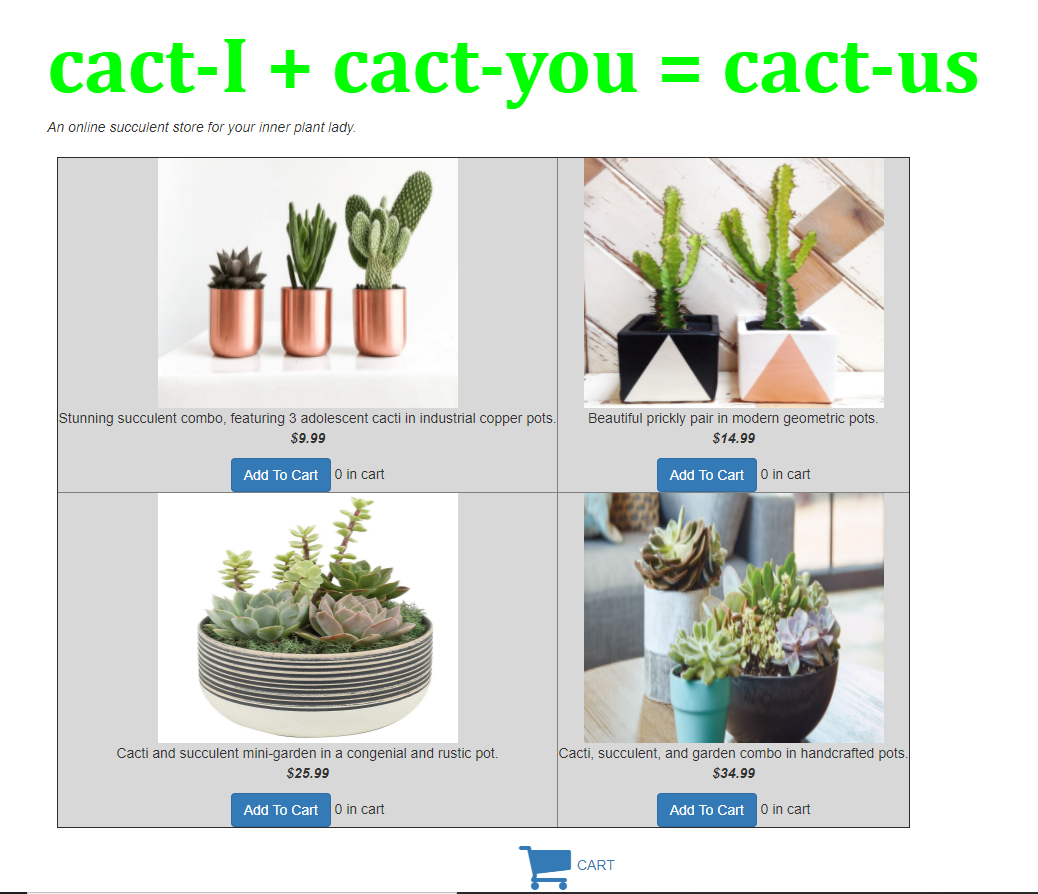 cact-I + cact-you = cact-us
An online succulent store for your inner plant lady.
Stunning succulent combo, featuring 3 adolescent cacti in industrial copper pots.
$9.99
Add To Cart 0 in cart
Beautiful prickly pair in modern geometric pots.
$14.99
Add To Cart 0 in cart
Cacti and succulent mini-garden in a congenial and rustic pot.
$25.99
Add To Cart 0 in cart
Cacti, succulent, and garden combo in handcrafted pots.
$34.99
Add To Cart 0 in cart
CART